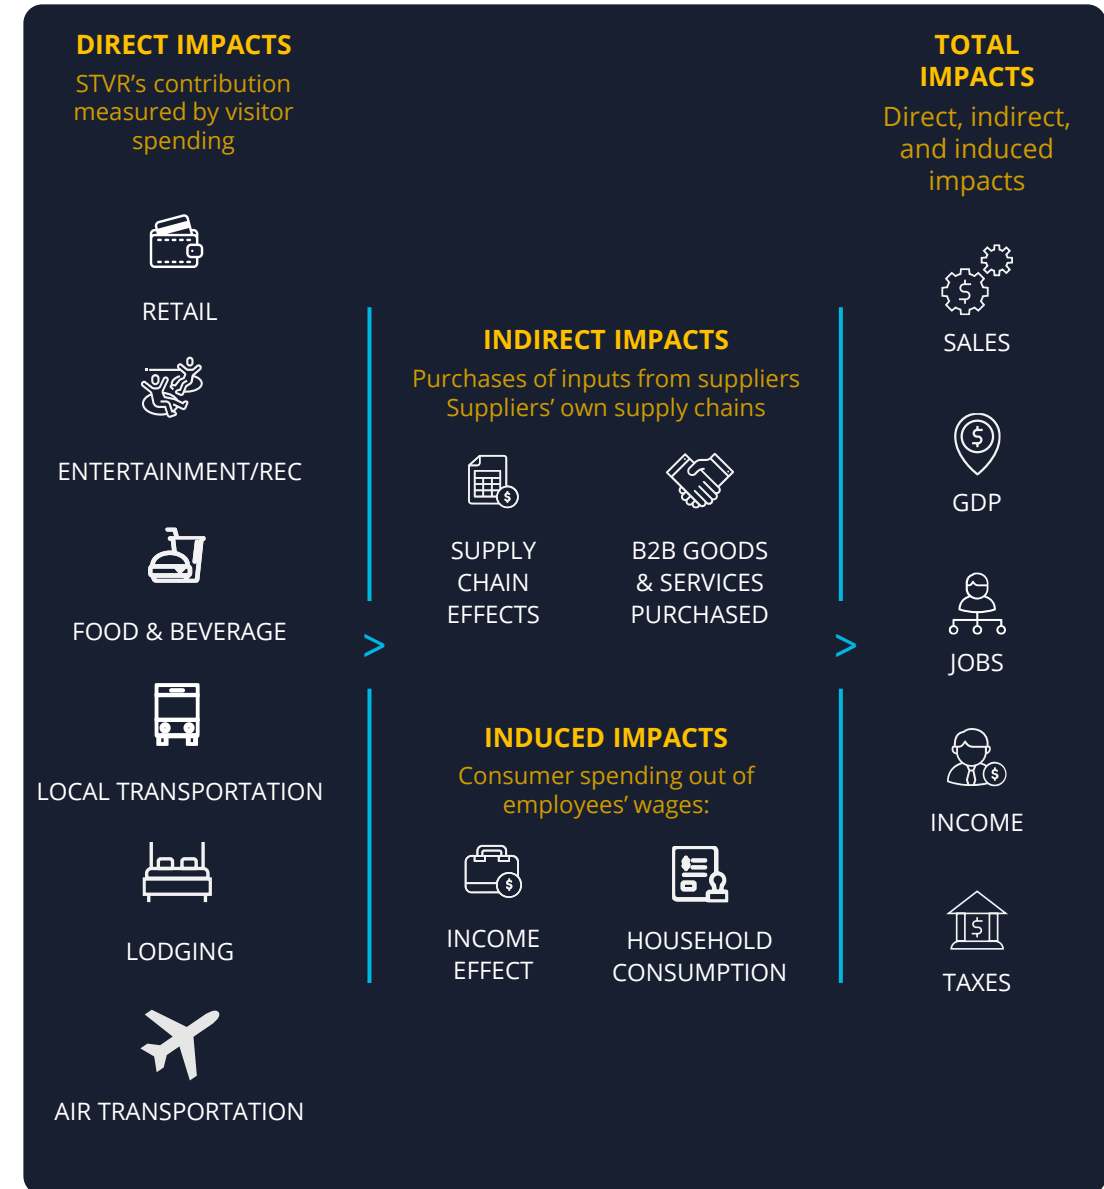 DIRECT IMPACTS
STVR’s contribution
measured by visitor
spending
RETAIL
ENTERTAINMENT/REC
FOOD & BEVERAGE
LOCAL TRANSPORTATION
LODGING
AIR TRANSPORTATION
>
INDIRECT IMPACTS
Purchases of inputs from suppliers
Suppliers’ own supply chains
$
SUPPLY
CHAIN
EFFECTS
B2B GOODS
& SERVICES
PURCHASED
INDUCED IMPACTS
Consumer spending out of
employees’ wages:
$
INCOME
EFFECT
HOUSEHOLD
CONSUMPTION
>
TOTAL
IMPACTS
Direct, indirect,
and induced
impacts
$
SALES
$
GDP
JOBS
$
INCOME
$
TAXES